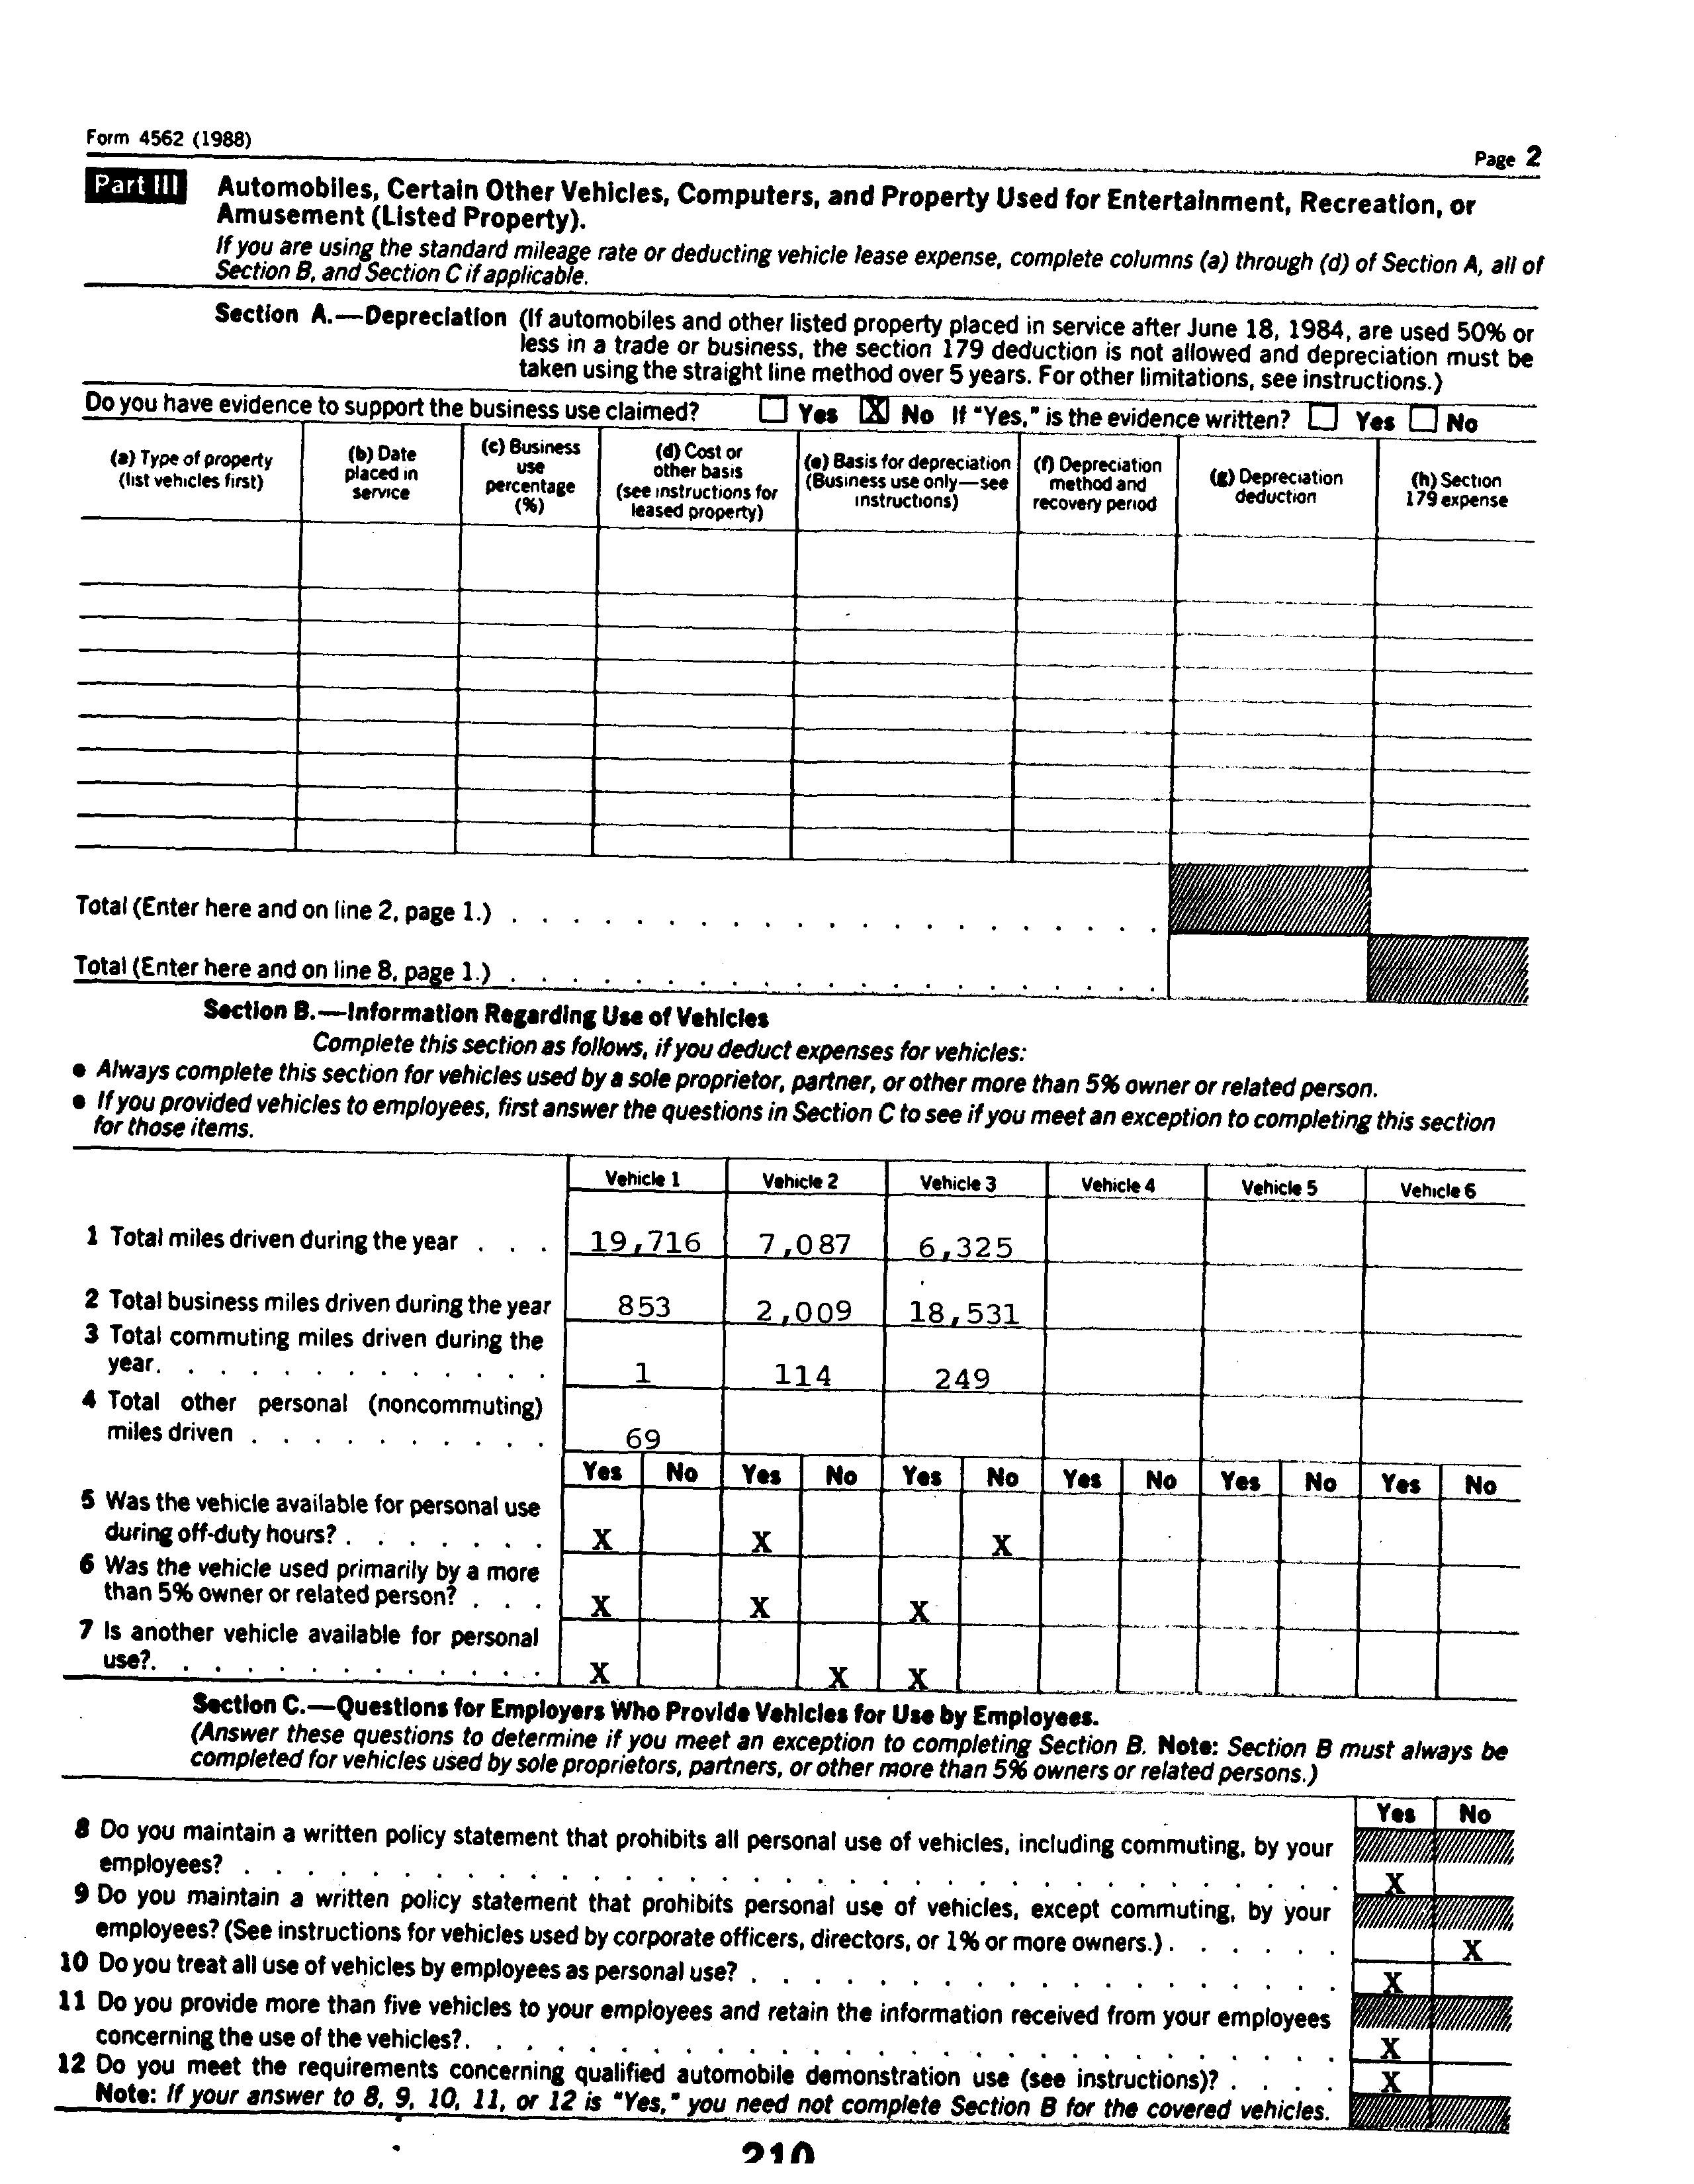 Form 4562 (1988)
Page 2
Part III Automobiles, Certain Other Vehicles, Computers, and Property Used for Entertainment, Recreation, or
Amusement (Listed Property).
If you are using the standard mileage rate or deducting vehicle lease expense, complete columns (a) through (d) of Section A, all of
Section B, and Section C if applicable.
Section A.—Depreciation (If automobiles and other listed property placed in service after June 18, 1984, are used 50% or
less in a trade or business, the section 179 deduction is not allowed and depreciation must be
taken using the straight line method over 5 years. For other limitations, see instructions.)
Do you have evidence to support the business use claimed? Yes X No If "Yes," is the evidence written? Yes No
(a) Type of property
(list vehicles first)
(b) Date
placed in
service
(c) Business
use
percentage
(%)
(d) Cost or
other basis
(see instructions for
leased property)
(e) Basis for depreciation
(Business use only—see
instructions)
(f) Depreciation
method and
recovery period
(g) Depreciation
deduction
(h) Section
179 expense
Total (Enter here and on line 2, page 1.) . . . . . . . . . . . . . . . . . . . . .
Total (Enter here and on line 8, page 1.) . . . . . . . . . . . . . . . . . . . . .
Section B.—Information Regarding Use of Vehicles
Complete this section as follows, if you deduct expenses for vehicles:
● Always complete this section for vehicles used by a sole proprietor, partner, or other more than 5% owner or related person.
● If you provided vehicles to employees, first answer the questions in Section C to see if you meet an exception to completing this section
for those items.
Vehicle 1 Vehicle 2 Vehicle 3 Vehicle 4 Vehicle 5 Vehicle 6
1 Total miles driven during the year . . . 19,716 7,087 6,325
2 Total business miles driven during the year 853 2,009 18,531
3 Total commuting miles driven during the
year. . . . . . . . . . . . . 1 114 249
4 Total other personal (noncommuting)
miles driven . . . . . . . . . . 69
Yes No Yes No Yes No Yes No Yes No Yes No
5 Was the vehicle available for personal use
during off-duty hours? . . . . . . . X X X
6 Was the vehicle used primarily by a more
than 5% owner or related person? . . . X X X
7 Is another vehicle available for personal
use?. . . . . . . . . . . . . X X X
Section C.—Questions for Employers Who Provide Vehicles for Use by Employees.
(Answer these questions to determine if you meet an exception to completing Section B. Note: Section B must always be
completed for vehicles used by sole proprietors, partners, or other more than 5% owners or related persons.)
Yes No
8 Do you maintain a written policy statement that prohibits all personal use of vehicles, including commuting, by your
employees? . . . . . . . . . . . . . . . . . . . . . . . . . . . . . . . . . . . X
9 Do you maintain a written policy statement that prohibits personal use of vehicles, except commuting, by your
employees? (See instructions for vehicles used by corporate officers, directors, or 1% or more owners.) . . . . . . X
10 Do you treat all use of vehicles by employees as personal use? . . . . . . . . . . . . . . . . . . . X
11 Do you provide more than five vehicles to your employees and retain the information received from your employees
concerning the use of the vehicles?. . . . . . . . . . . . . . . . . . . . . . . . . . . . X
12 Do you meet the requirements concerning qualified automobile demonstration use (see instructions)? . . . . X
Note: If your answer to 8, 9, 10, 11, or 12 is "Yes," you need not complete Section B for the covered vehicles.
210